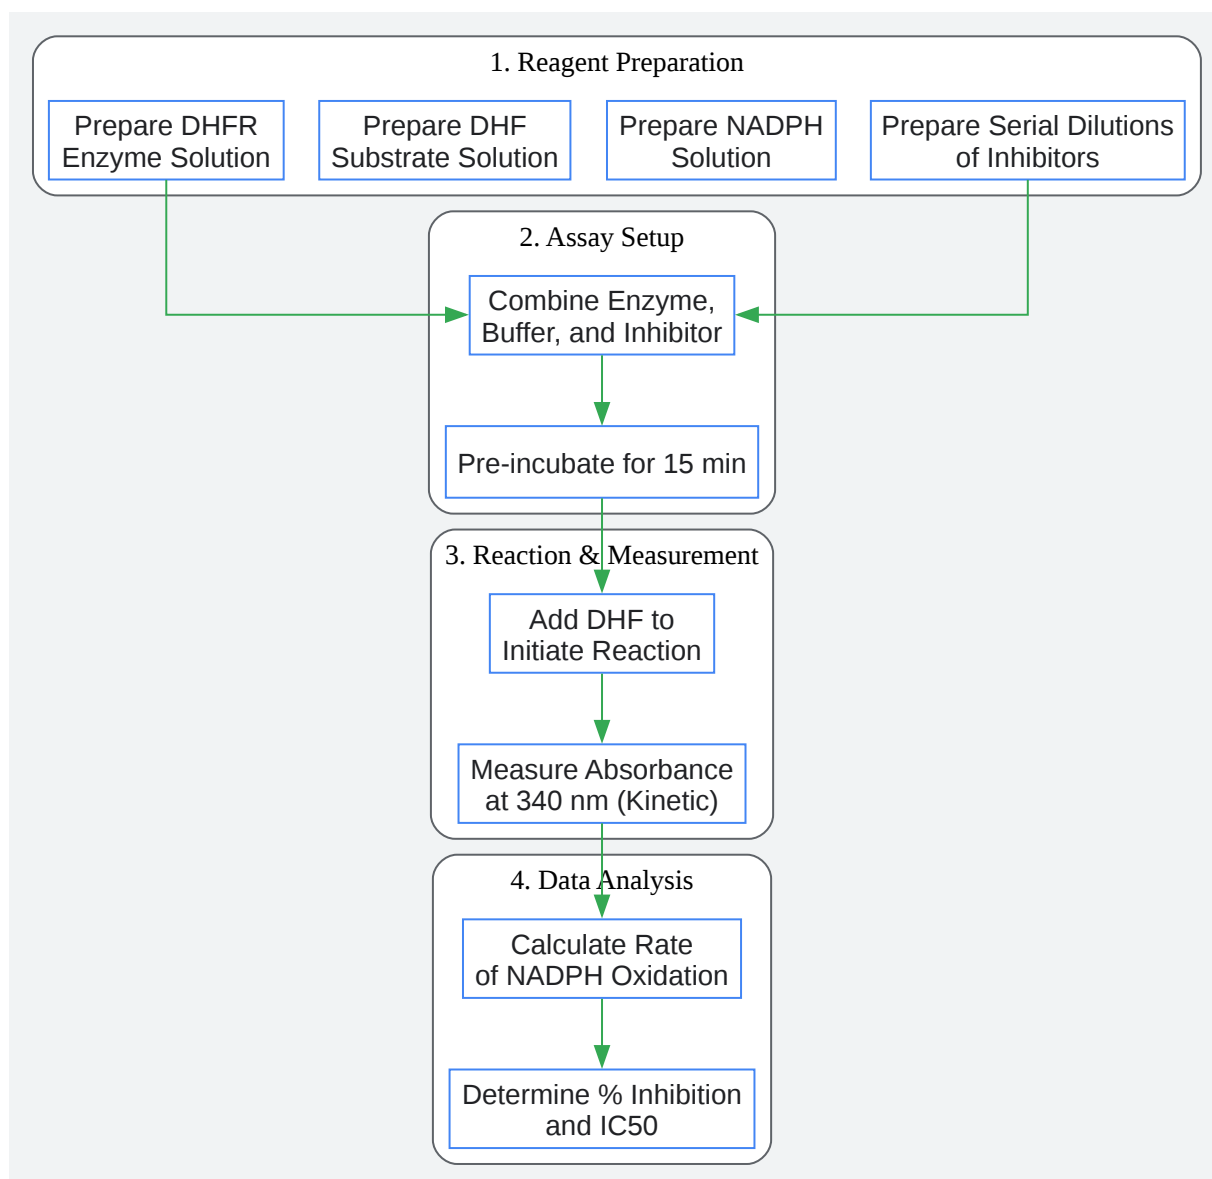 1. Reagent Preparation
Prepare DHFR
Enzyme Solution
Prepare DHF
Substrate Solution
Prepare NADPH
Solution
Prepare Serial Dilutions
of Inhibitors
2. Assay Setup
Combine Enzyme,
Buffer, and Inhibitor
Pre-incubate for 15 min
3. Reaction & Measurement
Add DHF to
Initiate Reaction
Measure Absorbance
at 340 nm (Kinetic)
4. Data Analysis
Calculate Rate
of NADPH Oxidation
Determine % Inhibition
and IC50